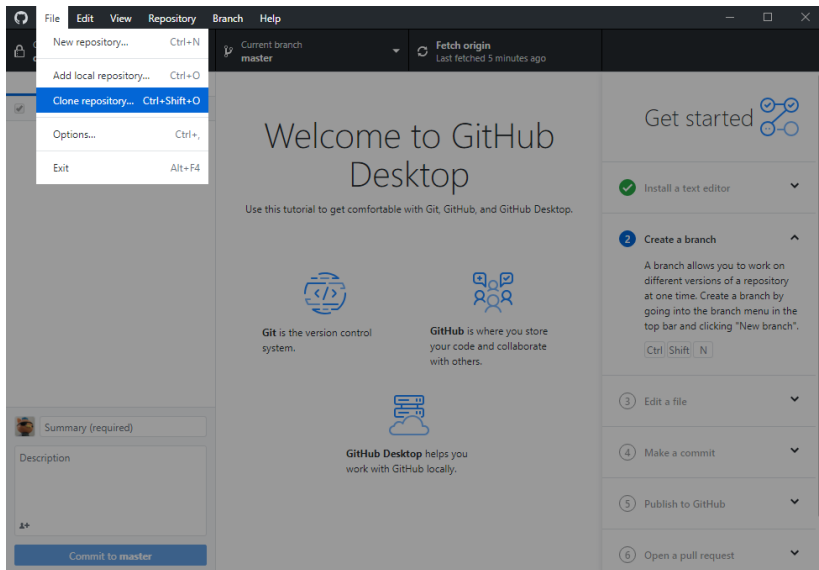 File Edit View Repository Branch Help
New repository... Ctrl+N
Add local repository... Ctrl+O
Clone repository... Ctrl+Shift+O
Options... Ctrl+,
Exit Alt+F4
Current branch
master
Fetch origin
Last fetched 5 minutes ago
Welcome to GitHub
Desktop
Use this tutorial to get comfortable with Git, GitHub, and GitHub Desktop.
Git is the version control
system.
GitHub is where you store
your code and collaborate
with others.
GitHub Desktop helps you
work with GitHub locally.
Get started
Install a text editor
2 Create a branch
A branch allows you to work on
different versions of a repository
at one time. Create a branch by
going into the branch menu in the
top bar and clicking "New branch".
Ctrl Shift N
3 Edit a file
4 Make a commit
5 Publish to GitHub
6 Open a pull request
Summary (required)
Description
Commit to master